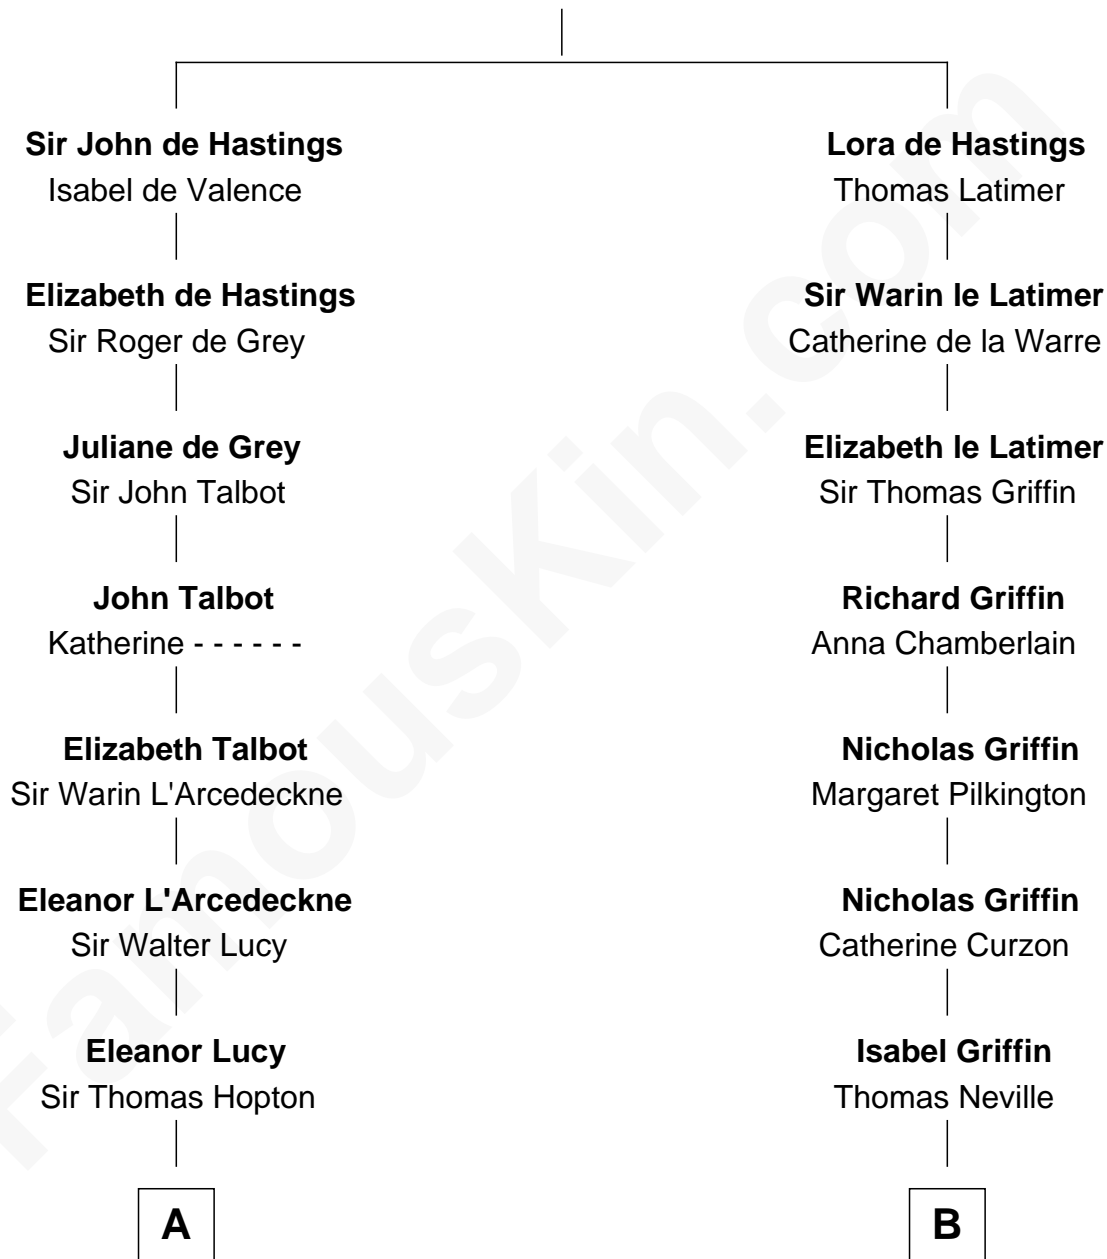 Sir John de Hastings
Isabel de Valence
Elizabeth de Hastings
Sir Roger de Grey
Juliane de Grey
Sir John Talbot
John Talbot
Katherine - - - - - -
Elizabeth Talbot
Sir Warin L'Arcedeckne
Eleanor L'Arcedeckne
Sir Walter Lucy
Eleanor Lucy
Sir Thomas Hopton
A
Lora de Hastings
Thomas Latimer
Sir Warin le Latimer
Catherine de la Warre
Elizabeth le Latimer
Sir Thomas Griffin
Richard Griffin
Anna Chamberlain
Nicholas Griffin
Margaret Pilkington
Nicholas Griffin
Catherine Curzon
Isabel Griffin
Thomas Neville
B
FamousKin.com